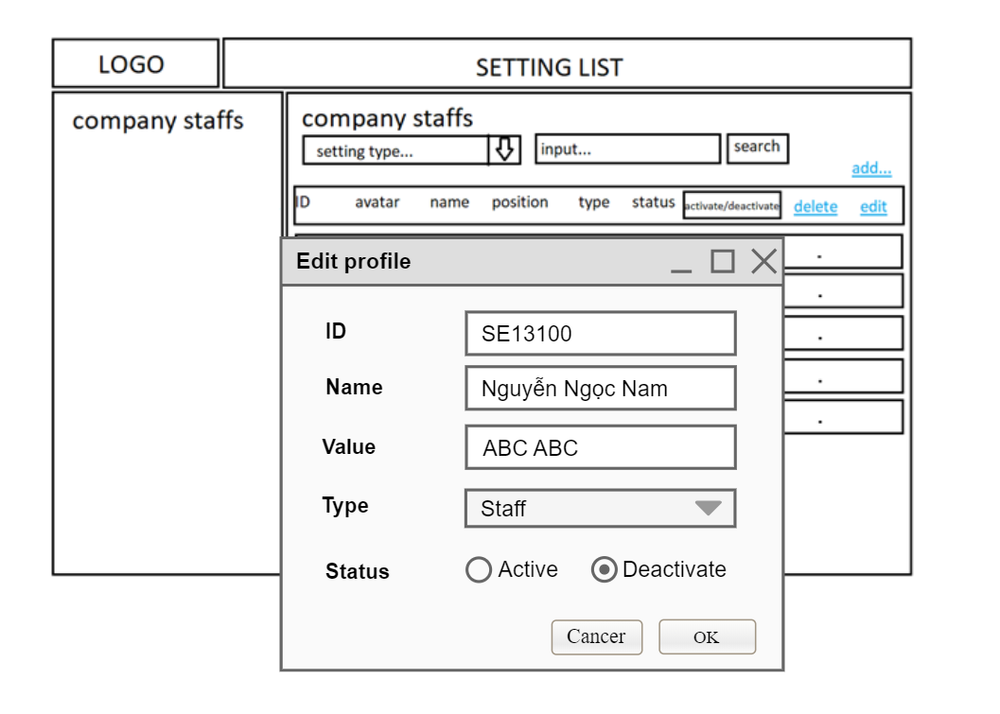 LOGO
SETTING LIST
company staffs
company staffs
setting type...
input...
search
add...
ID avatar name position type status activate/deactivate delete edit
.
.
.
.
.
Edit profile
ID SE13100
Name Nguyễn Ngọc Nam
Value ABC ABC
Type Staff
Status Active Deactivate
Cancer OK